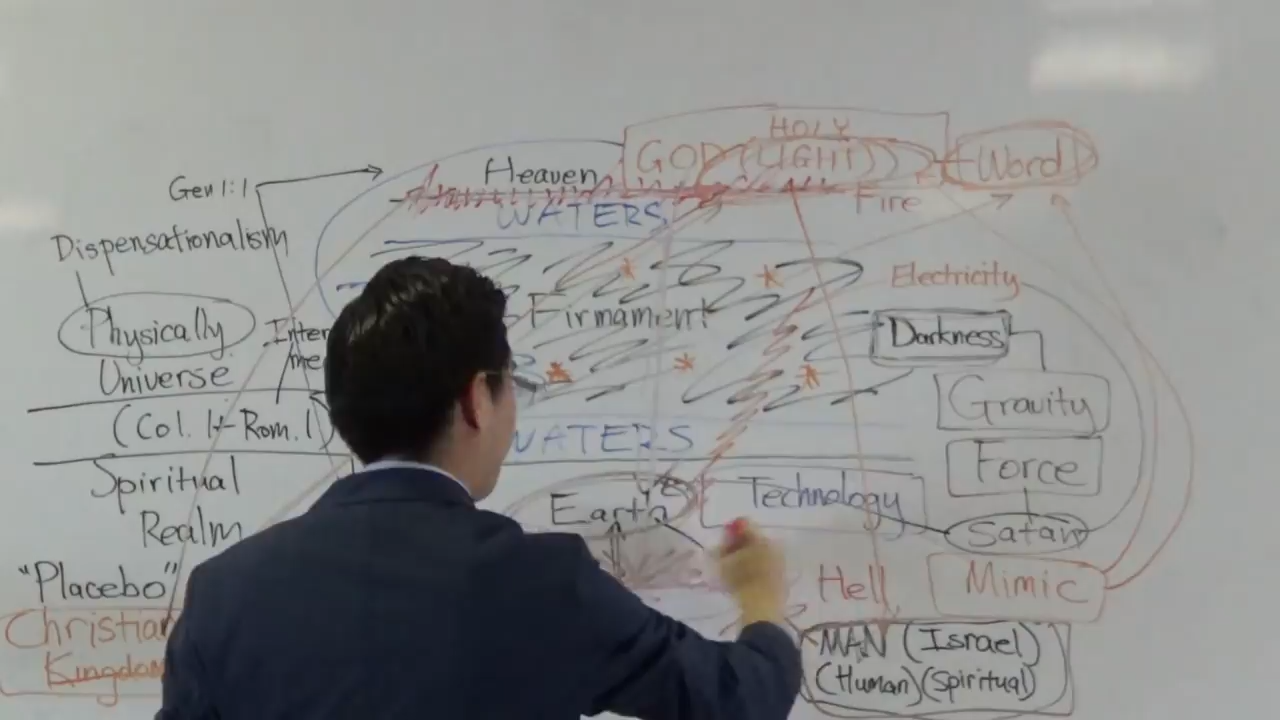 HOLY
GOD (LIGHT)
Word
Heaven
Gen 1:1
WATERS
Fire
Dispensationalism
Electricity
Physically
Firmament
Darkness
Universe
Gravity
(Col. 1 + Rom. 1)
WATERS
Force
Spiritual
Realm
Earth
Technology
Satan
"Placebo"
Hell
Mimic
Christian
Kingdom
MAN (Israel)
(Human) (Spiritual)